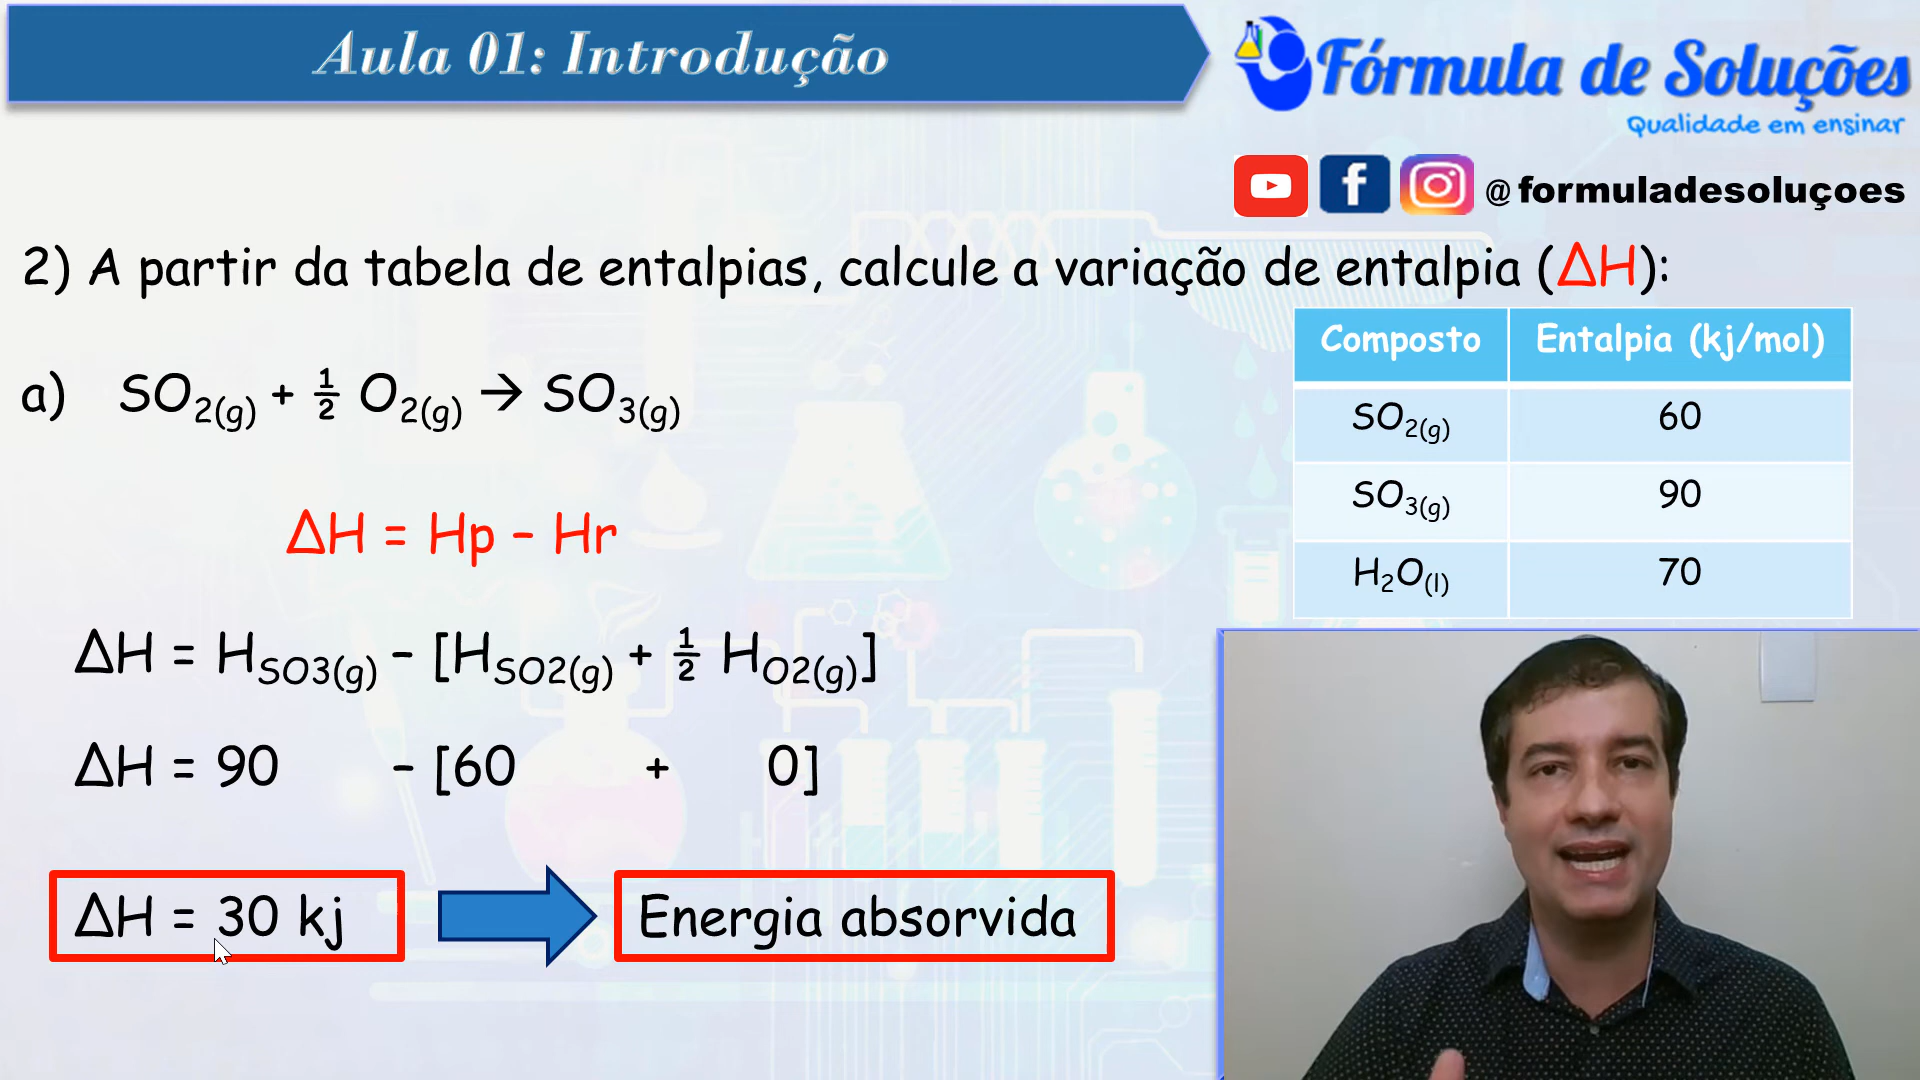 Aula 01: Introdução
Fórmula de Soluções
Qualidade em ensinar
f @formuladesoluçoes
2) A partir da tabela de entalpias, calcule a variação de entalpia (ΔH):
Composto Entalpia (kj/mol)
SO2(g) 60
SO3(g) 90
H2O(l) 70
a) SO2(g) + 1/2 O2(g) → SO3(g)
ΔH = Hp – Hr
ΔH = HSO3(g) – [HSO2(g) + 1/2 HO2(g)]
ΔH = 90 – [60 + 0]
ΔH = 30 kj
Energia absorvida